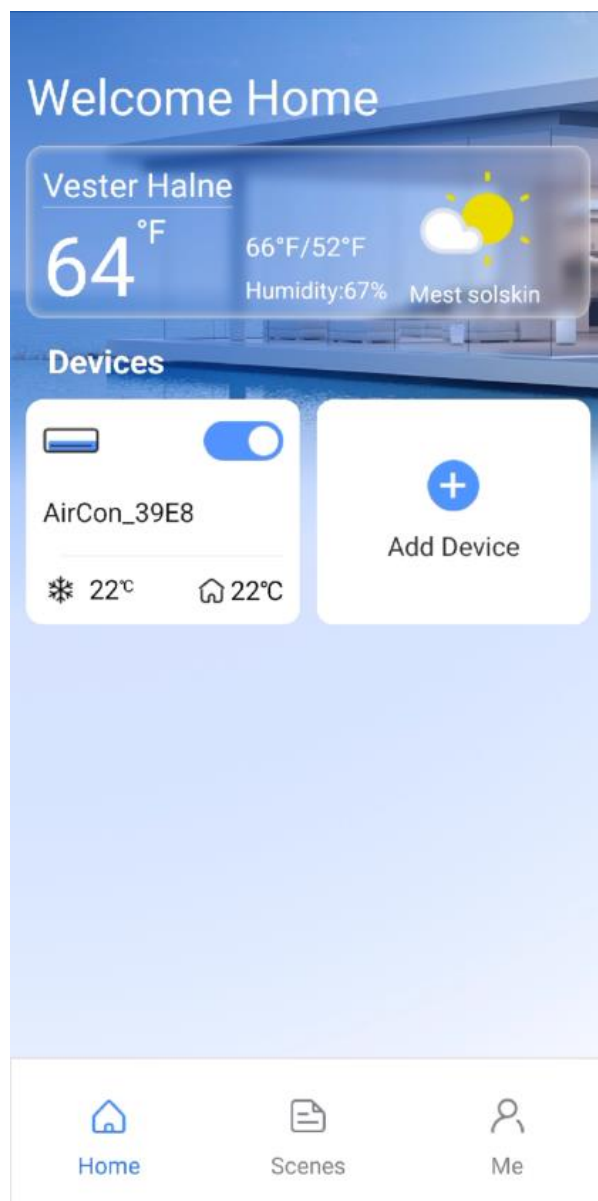 Welcome Home
Vester Halne
64°F
66°F/52°F
Humidity:67%
Mest solskin
Devices
AirCon_39E8
22℃
22℃
Add Device
Home
Scenes
Me